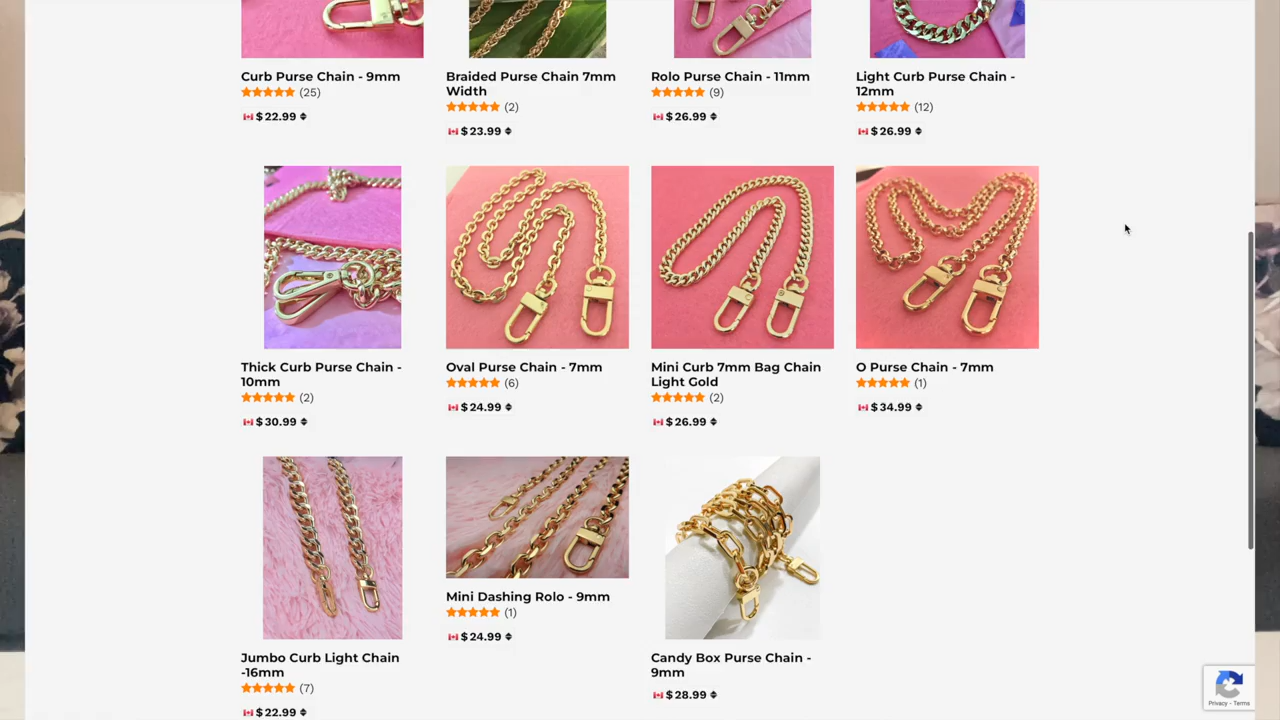 Curb Purse Chain - 9mm
(25)
$ 22.99
Braided Purse Chain 7mm
Width
(2)
$ 23.99
Rolo Purse Chain - 11mm
(9)
$ 26.99
Light Curb Purse Chain -
12mm
(12)
$ 26.99
Thick Curb Purse Chain -
10mm
(2)
$ 30.99
Oval Purse Chain - 7mm
(6)
$ 24.99
Mini Curb 7mm Bag Chain
Light Gold
(2)
$ 26.99
O Purse Chain - 7mm
(1)
$ 34.99
Jumbo Curb Light Chain
-16mm
(7)
$ 22.99
Mini Dashing Rolo - 9mm
(1)
$ 24.99
Candy Box Purse Chain -
9mm
$ 28.99
Privacy - Terms